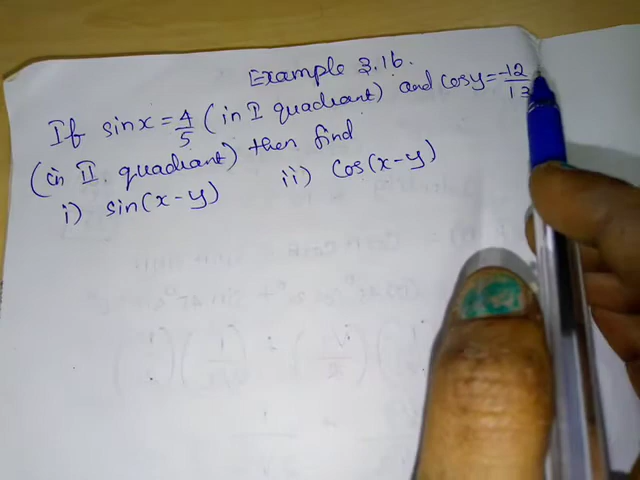 Example 3.16.
If sin x = 4/5 (in I quadrant) and cos y = -12/13
(in II quadrant) then find
i) sin(x-y) ii) cos(x-y)